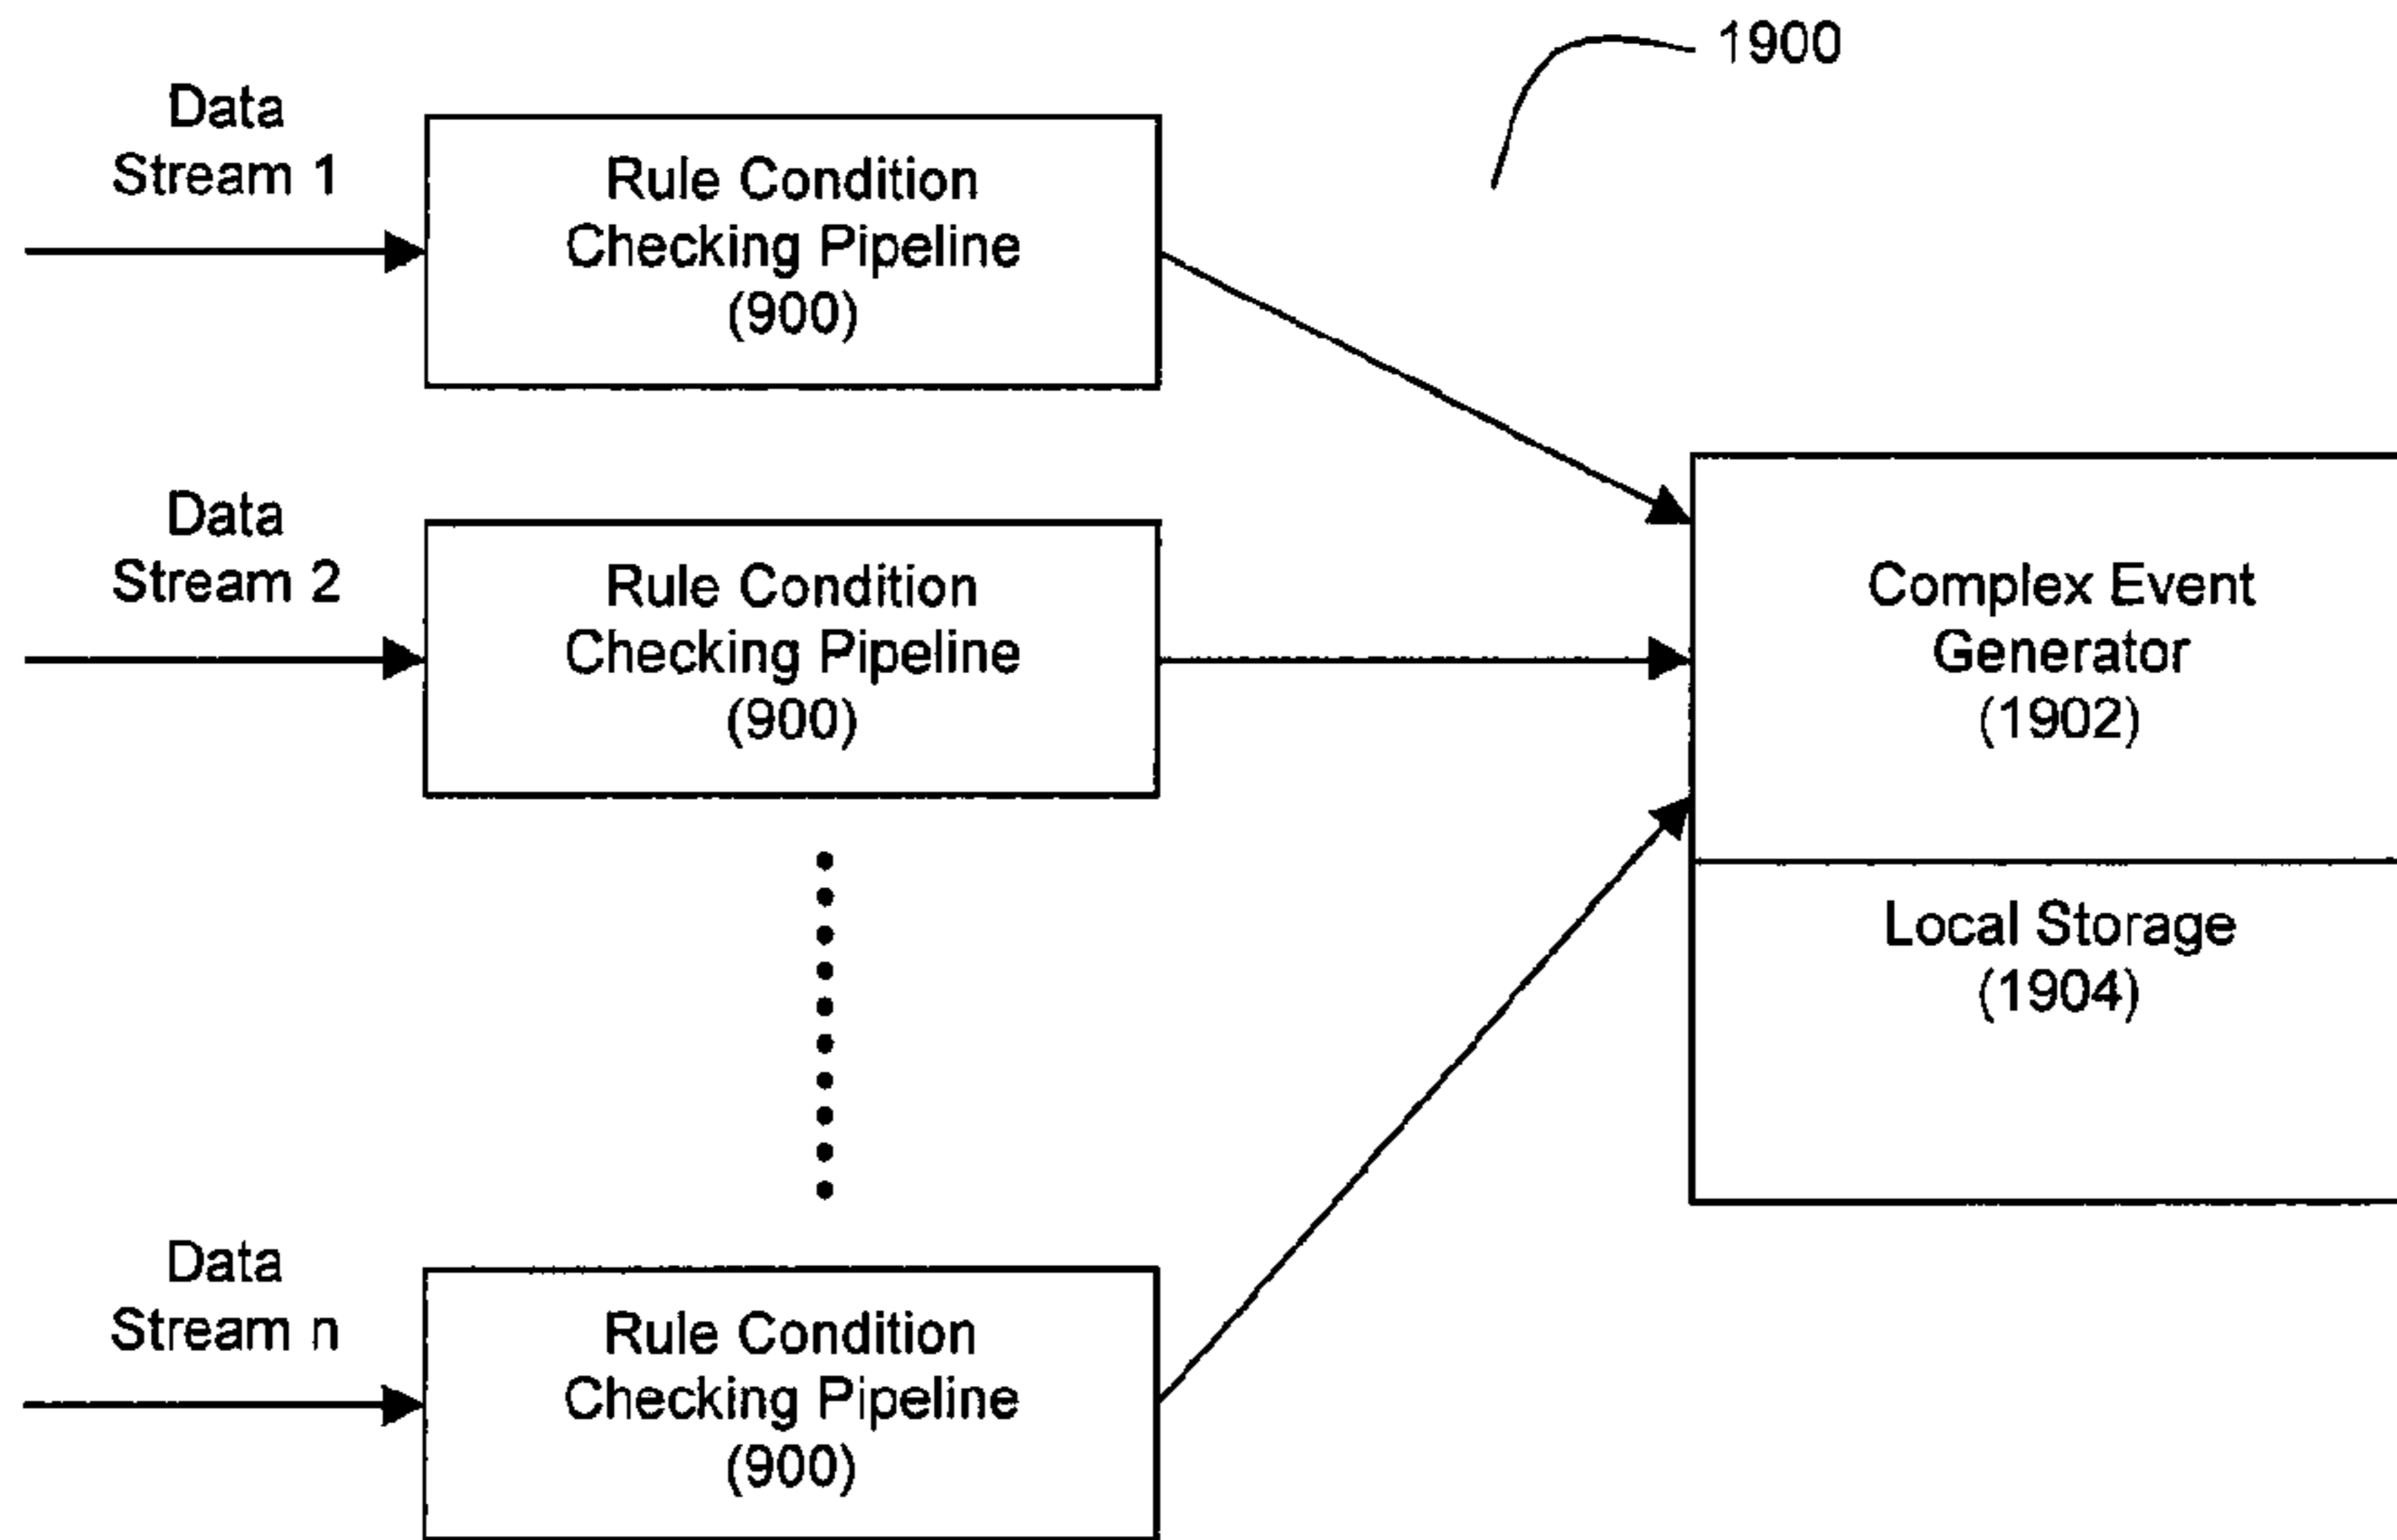 1900
Data
Stream 1
Rule Condition
Checking Pipeline
(900)
Data
Stream 2
Rule Condition
Checking Pipeline
(900)
Complex Event
Generator
(1902)
Local Storage
(1904)
Data
Stream n
Rule Condition
Checking Pipeline
(900)